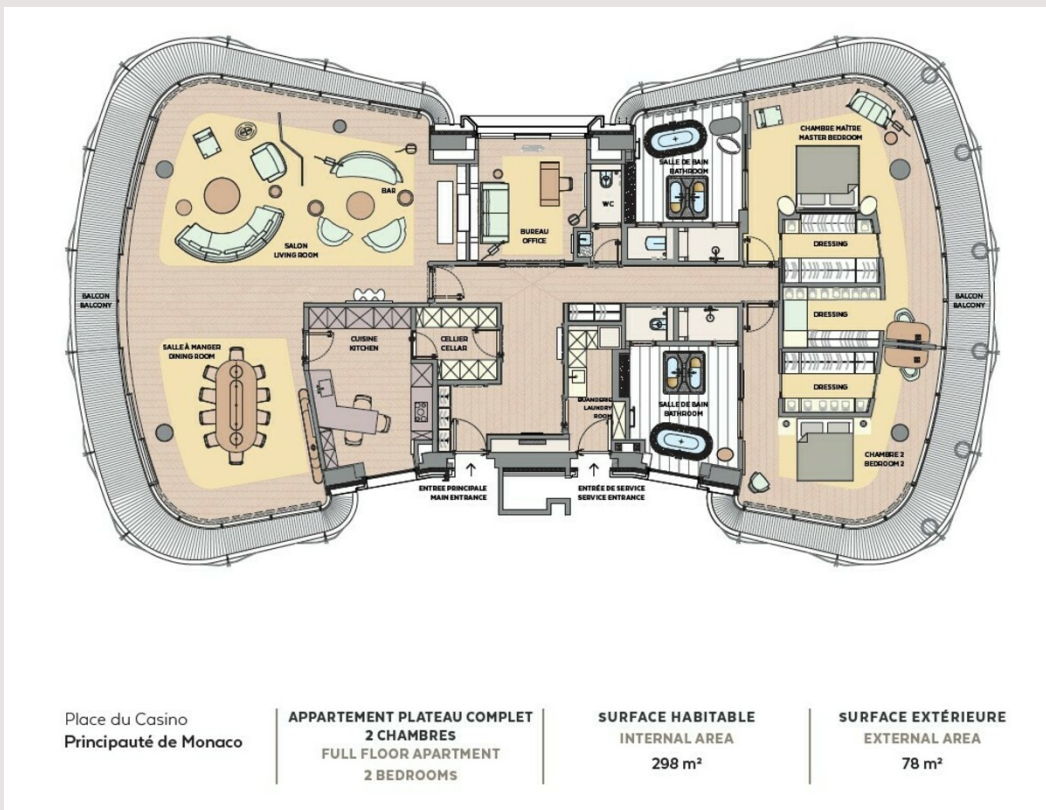 CHAMBRE MAÎTRE
MASTER BEDROOM
SALLE DE BAIN
BATHROOM
BAR
WC
BUREAU
OFFICE
SALON
LIVING ROOM
DRESSING
BALCON
BALCONY
BALCON
BALCONY
DRESSING
CUISINE
KITCHEN
CELLIER
CELLAR
SALLE À MANGER
DINING ROOM
DRESSING
BUANDERIE
LAUNDRY
ROOM
SALLE DE BAIN
BATHROOM
CHAMBRE 2
BEDROOM 2
ENTREE PRINCIPALE
MAIN ENTRANCE
ENTRÉE DE SERVICE
SERVICE ENTRANCE
Place du Casino
Principauté de Monaco
APPARTEMENT PLATEAU COMPLET
2 CHAMBRES
FULL FLOOR APARTMENT
2 BEDROOMS
SURFACE HABITABLE
INTERNAL AREA
298 m²
SURFACE EXTÉRIEURE
EXTERNAL AREA
78 m²